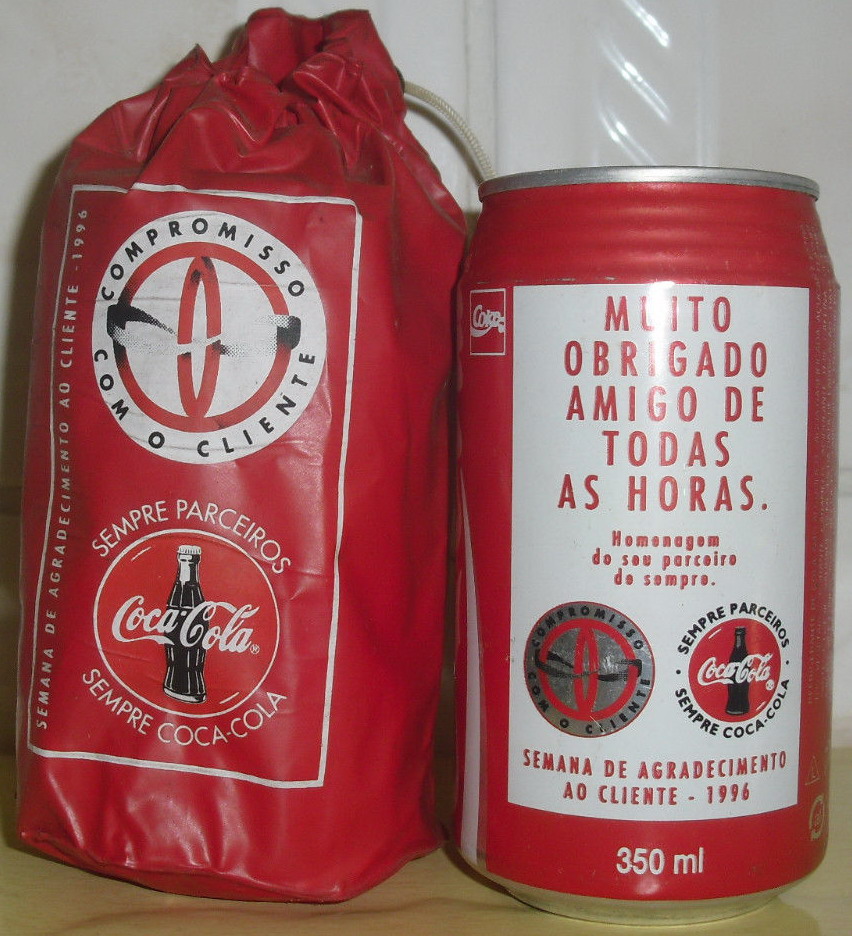 COMPROMISSO
COM O CLIENTE
SEMANA DE AGRADECIMENTO AO CLIENTE - 1996
SEMPRE PARCEIROS
Coca-Cola®
SEMPRE COCA-COLA
Coke
MUITO
OBRIGADO
AMIGO DE
TODAS
AS HORAS.
Homenagem
do seu parceiro
de sempre.
COMPROMISSO
COM O CLIENTE
SEMPRE PARCEIROS
Coca-Cola®
SEMPRE COCA-COLA
SEMANA DE AGRADECIMENTO
AO CLIENTE - 1996
350 ml